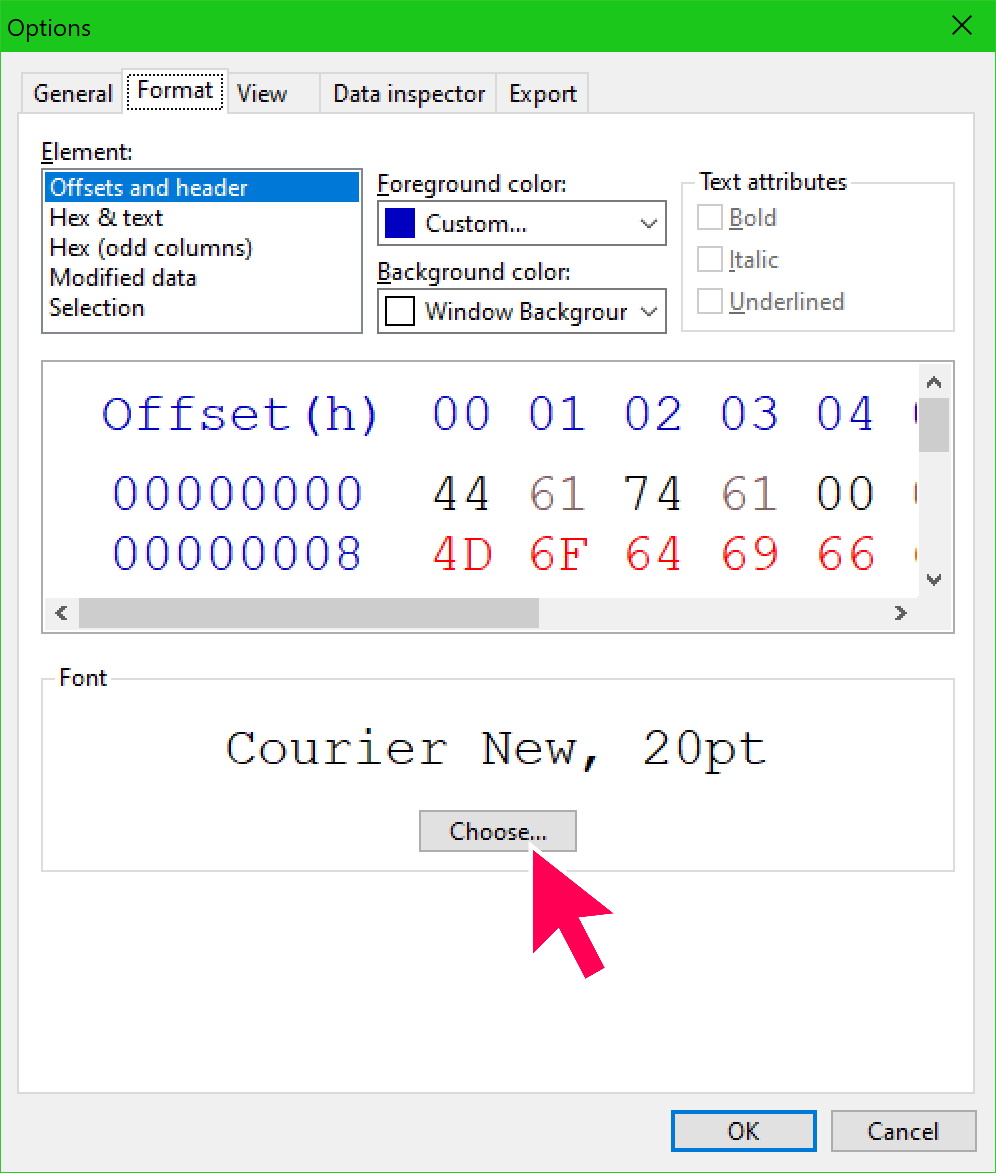 Options
General Format View Data inspector Export
Element:
Offsets and header
Hex & text
Hex (odd columns)
Modified data
Selection
Foreground color:
Custom...
Background color:
Window Backgrour
Text attributes
Bold
Italic
Underlined
Offset(h) 00 01 02 03 04
00000000 44 61 74 61 00
00000008 4D 6F 64 69 66
Font
Courier New, 20pt
Choose...
OK Cancel